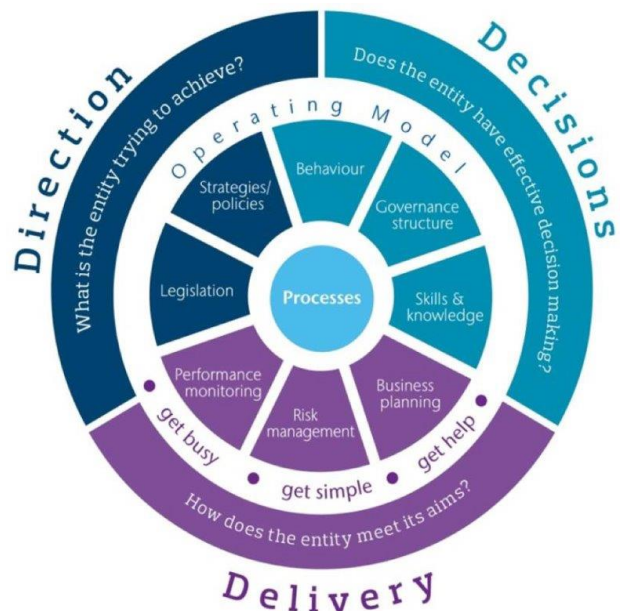 Direction
What is the entity trying to achieve?
Decisions
Does the entity have effective decision making?
Operating Model
Strategies/
policies
Behaviour
Governance
structure
Legislation
Processes
Skills &
knowledge
Performance
monitoring
Risk
management
Business
planning
get busy
get simple
get help
How does the entity meet its aims?
Delivery